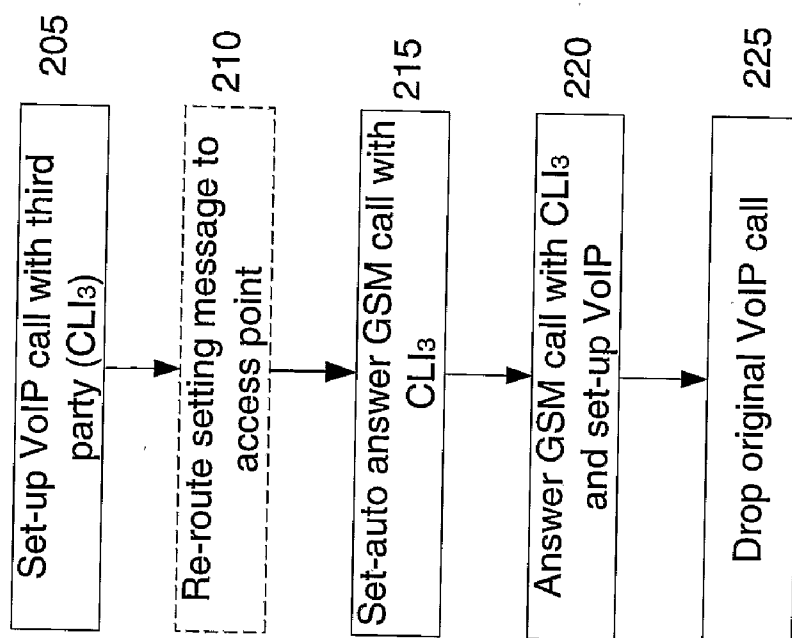 Set-up VoIP call with third
party (CLI₃)
205
Re-route setting message to
access point
210
Set-auto answer GSM call with
CLI₃
215
Answer GSM call with CLI₃
and set-up VoIP
220
Drop original VoIP call
225